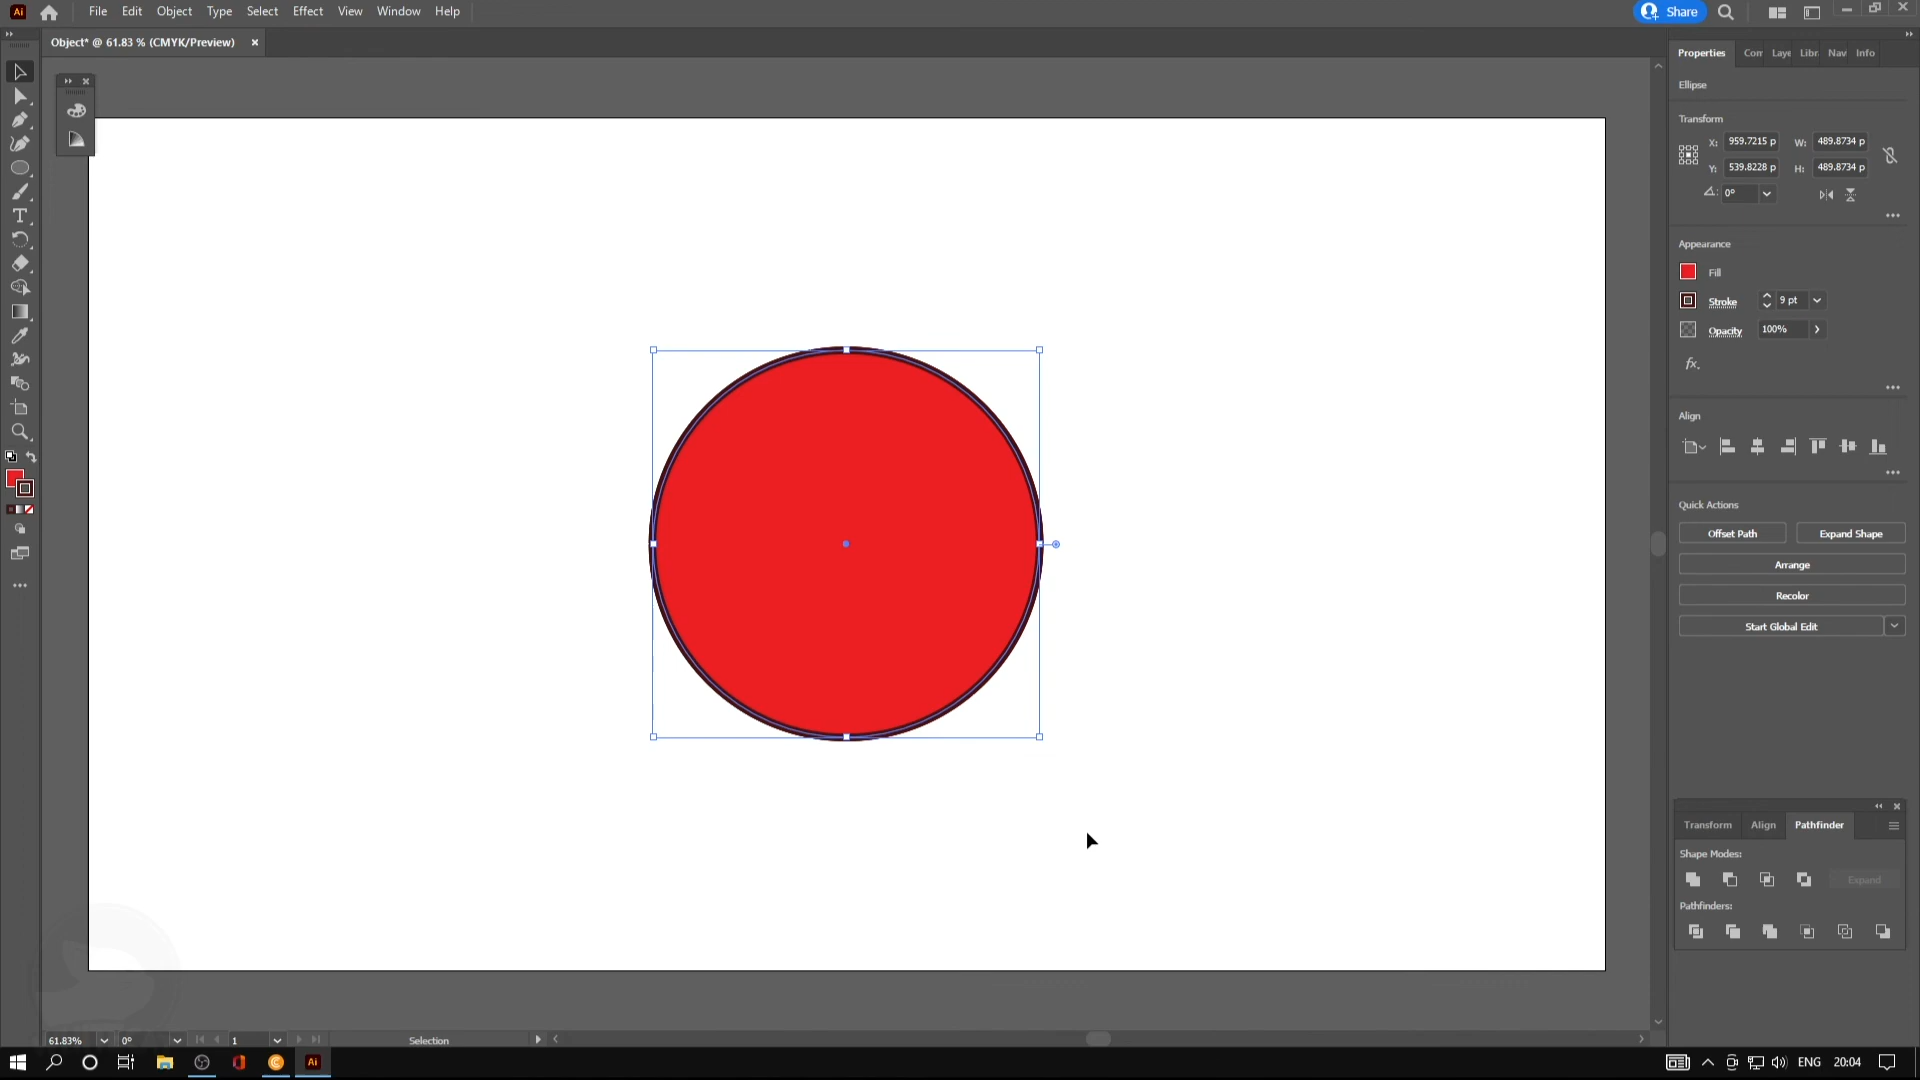 Ai File Edit Object Type Select Effect View Window Help Share
Object* @ 61.83 % (CMYK/Preview) ×
Properties Con Laye Libr Nav Info
Ellipse
Transform
X: 959.7215 p W: 489.8734 p
Y: 539.8228 p H: 489.8734 p
0°
Appearance
Fill
Stroke 9 pt
Opacity 100%
fx.
Align
Quick Actions
Offset Path Expand Shape
Arrange
Recolor
Start Global Edit
Transform Align Pathfinder
Shape Modes:
Expand
Pathfinders:
61.83% 0° 1 Selection
Ai ENG 20:04